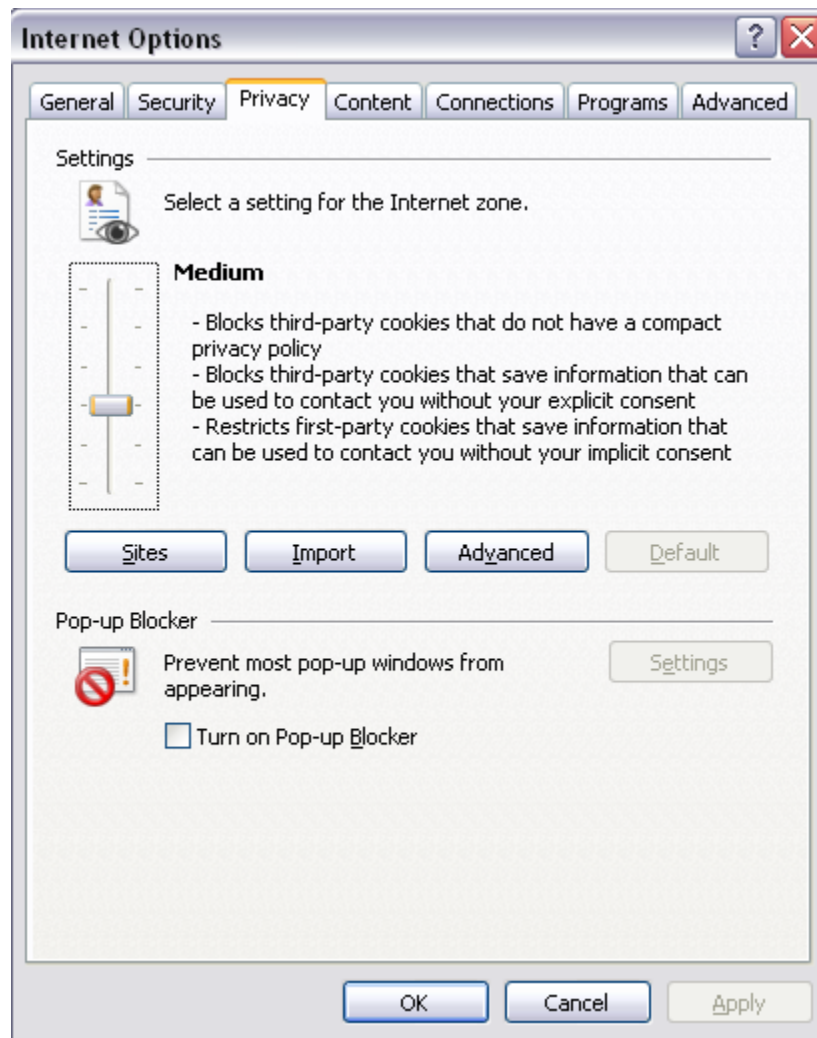 Internet Options
General Security Privacy Content Connections Programs Advanced
Settings
Select a setting for the Internet zone.
Medium
- Blocks third-party cookies that do not have a compact
privacy policy
- Blocks third-party cookies that save information that can
be used to contact you without your explicit consent
- Restricts first-party cookies that save information that
can be used to contact you without your implicit consent
Sites Import Advanced Default
Pop-up Blocker
Prevent most pop-up windows from
appearing.
Settings
Turn on Pop-up Blocker
OK Cancel Apply